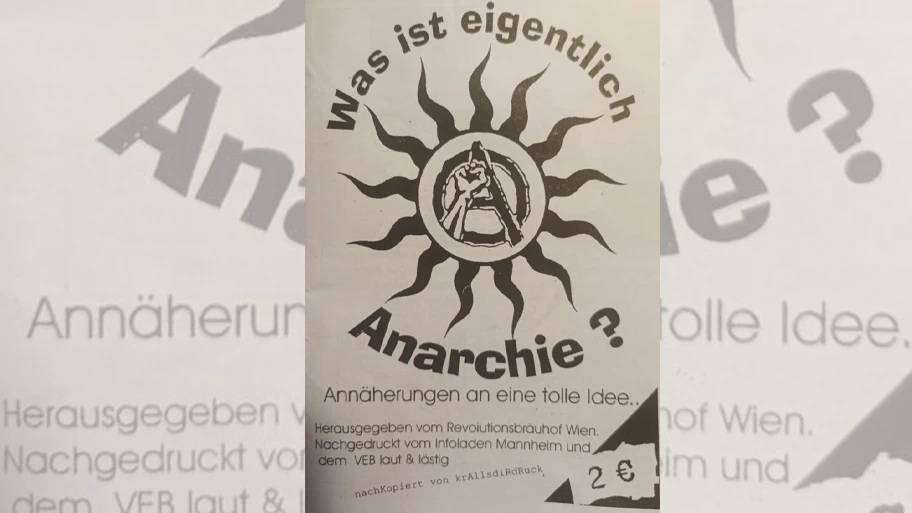 Was ist eigentlich
Anarchie?
Annäherungen an eine tolle Idee..
Herausgegeben vom Revolutionsbräuhof Wien.
Nachgedruckt vom Infoladen Mannheim und
dem VEB laut & lästig
nachKopiert von krAllsdiRdRuck
2 €